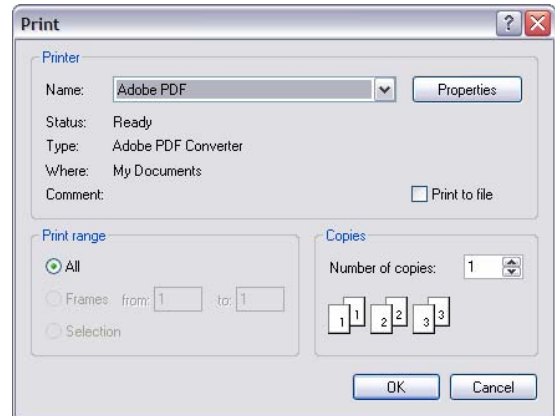 Print
Printer
Name: Adobe PDF Properties
Status: Ready
Type: Adobe PDF Converter
Where: My Documents
Comment: Print to file
Print range
All
Frames from: 1 to: 1
Selection
Copies
Number of copies: 1
1 1 2 2 3 3
OK Cancel